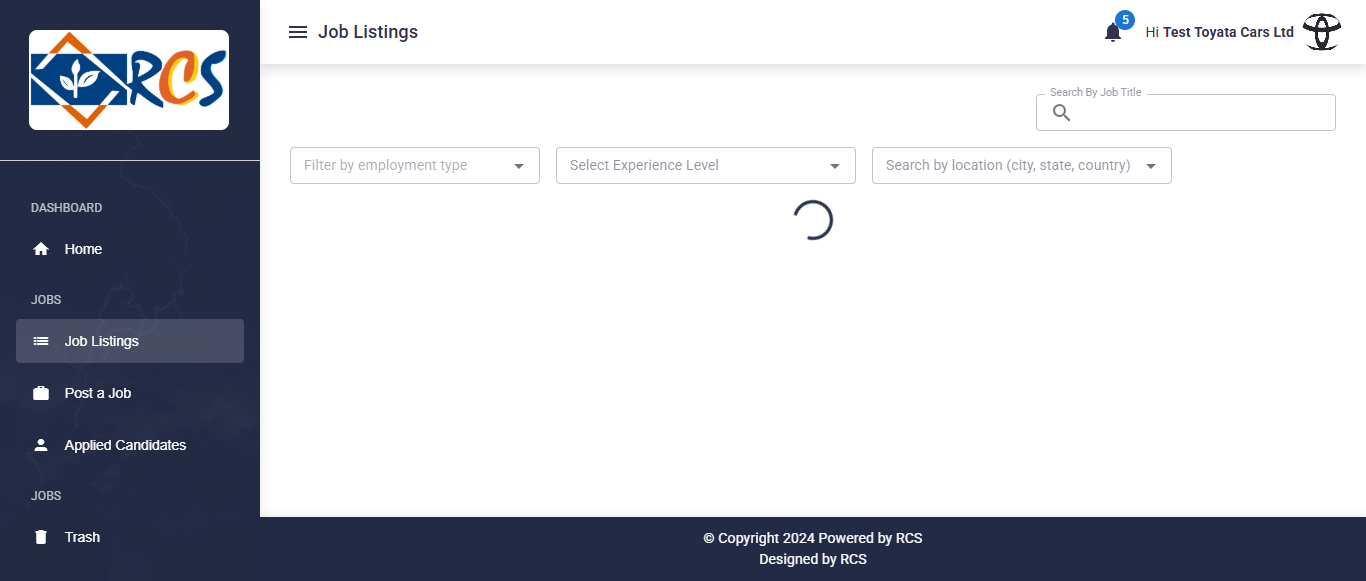 RCS
DASHBOARD
Home
JOBS
Job Listings
Post a Job
Applied Candidates
JOBS
Trash
Job Listings
5
Hi Test Toyata Cars Ltd
Search By Job Title
Filter by employment type
Select Experience Level
Search by location (city, state, country)
© Copyright 2024 Powered by RCS
Designed by RCS